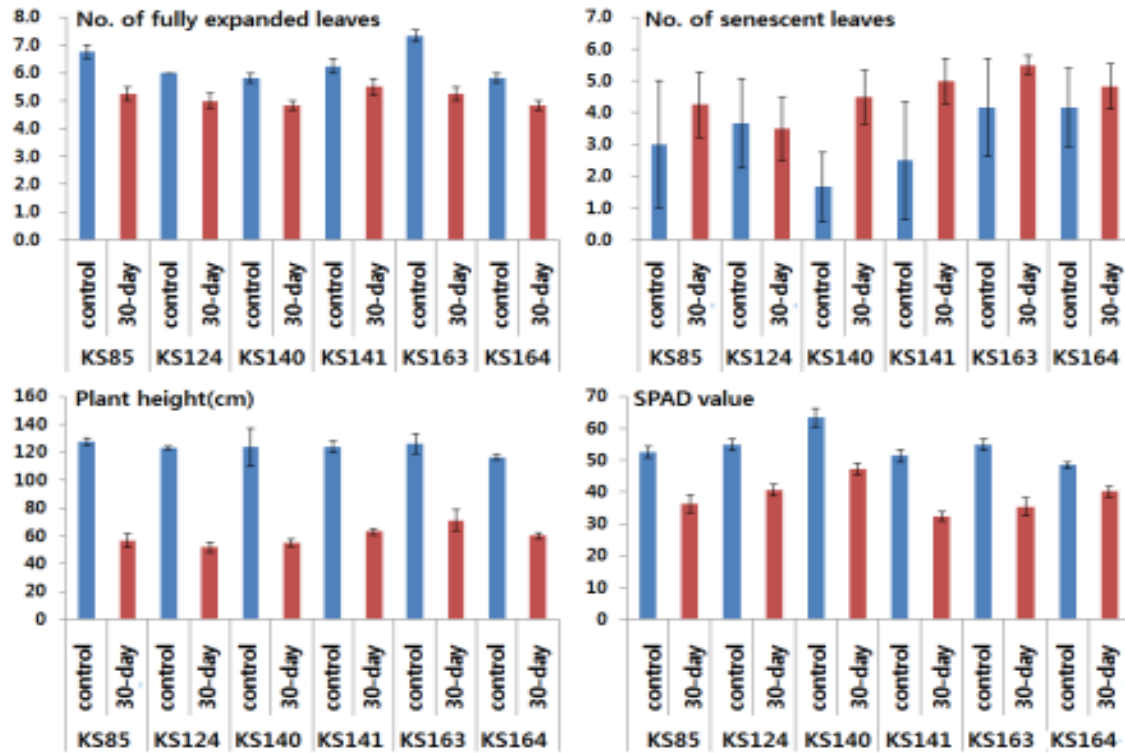 No. of fully expanded leaves
8.0
7.0
6.0
5.0
4.0
3.0
2.0
1.0
0.0
control 30-day control 30-day control 30-day control 30-day control 30-day control 30-day
KS85 KS124 KS140 KS141 KS163 KS164
No. of senescent leaves
7.0
6.0
5.0
4.0
3.0
2.0
1.0
0.0
control 30-day control 30-day control 30-day control 30-day control 30-day control 30-day
KS85 KS124 KS140 KS141 KS163 KS164
Plant height(cm)
160
140
120
100
80
60
40
20
0
control 30-day control 30-day control 30-day control 30-day control 30-day control 30-day
KS85 KS124 KS140 KS141 KS163 KS164
SPAD value
70
60
50
40
30
20
10
0
control 30-day control 30-day control 30-day control 30-day control 30-day control 30-day
KS85 KS124 KS140 KS141 KS163 KS164